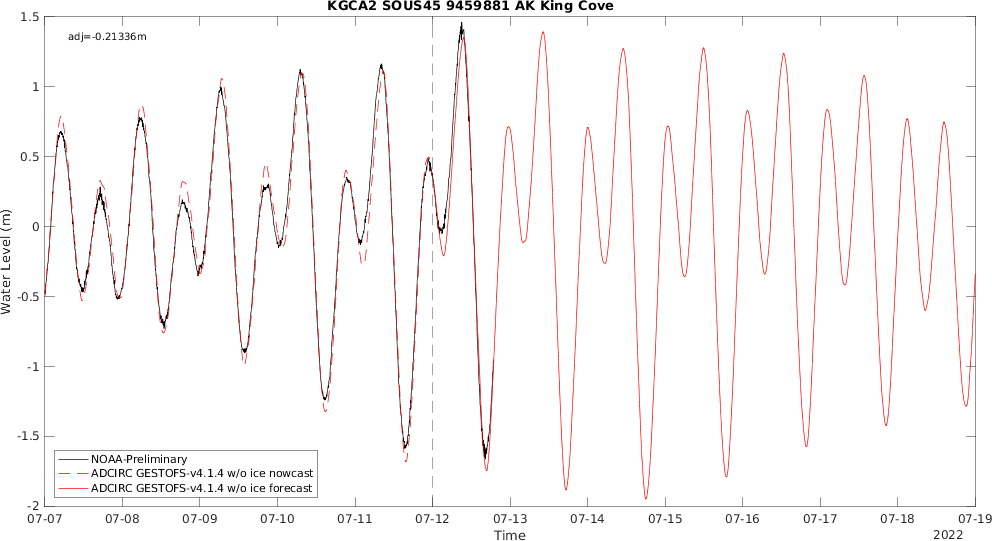 KGCA2 SOUS45 9459881 AK King Cove
adj=-0.21336m
1.5
1
0.5
0
-0.5
-1
-1.5
-2
Water Level (m)
NOAA-Preliminary
ADCIRC GESTOFS-v4.1.4 w/o ice nowcast
ADCIRC GESTOFS-v4.1.4 w/o ice forecast
07-07 07-08 07-09 07-10 07-11 07-12 07-13 07-14 07-15 07-16 07-17 07-18 07-19
Time
2022